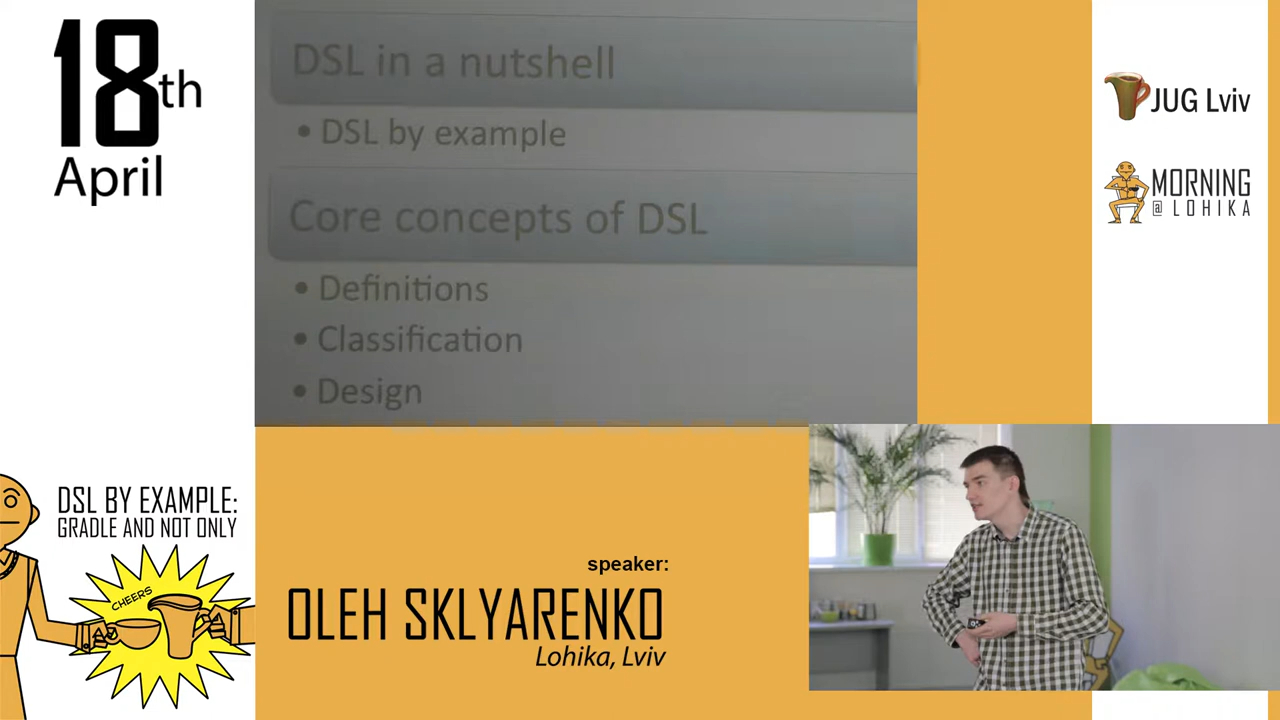 18th
April
DSL in a nutshell
• DSL by example
Core concepts of DSL
• Definitions
• Classification
• Design
JUG Lviv
MORNING
@ LOHIKA
DSL BY EXAMPLE:
GRADLE AND NOT ONLY
CHEERS
speaker:
OLEH SKLYARENKO
Lohika, Lviv